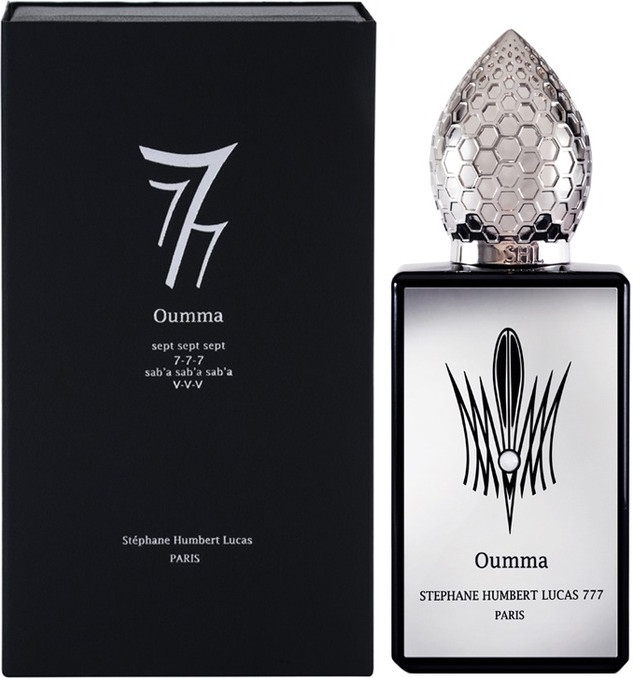 777
Oumma
sept sept sept
7-7-7
sab'a sab'a sab'a
V-V-V
Stéphane Humbert Lucas
PARIS
SHL
Oumma
STEPHANE HUMBERT LUCAS 777
PARIS